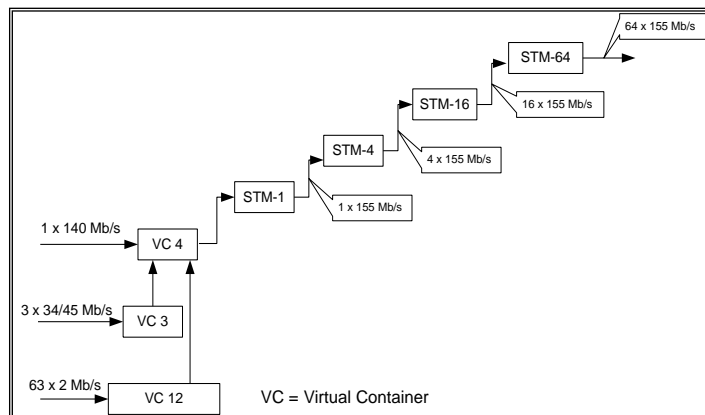 64 x 155 Mb/s
STM-64
STM-16
16 x 155 Mb/s
STM-4
4 x 155 Mb/s
STM-1
1 x 155 Mb/s
1 x 140 Mb/s
VC 4
3 x 34/45 Mb/s
VC 3
63 x 2 Mb/s
VC 12
VC = Virtual Container